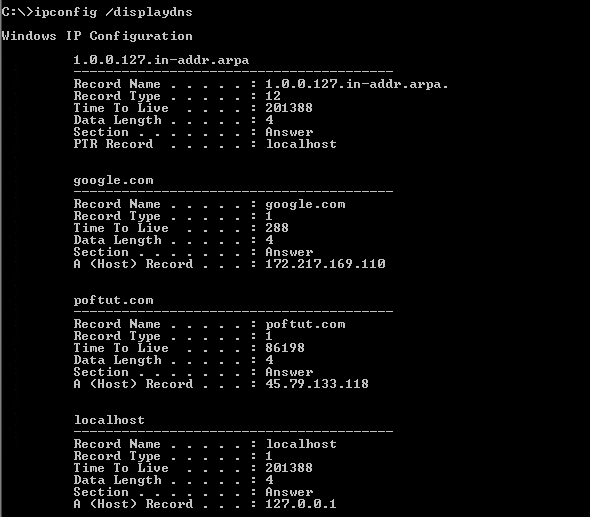 C:\>ipconfig /displaydns
Windows IP Configuration
1.0.0.127.in-addr.arpa
----------------------------------------
Record Name . . . . . : 1.0.0.127.in-addr.arpa.
Record Type . . . . . : 12
Time To Live  . . . . : 201388
Data Length . . . . . : 4
Section . . . . . . . : Answer
PTR Record  . . . . . : localhost
google.com
----------------------------------------
Record Name . . . . . : google.com
Record Type . . . . . : 1
Time To Live  . . . . : 288
Data Length . . . . . : 4
Section . . . . . . . : Answer
A (Host) Record . . . : 172.217.169.110
poftut.com
----------------------------------------
Record Name . . . . . : poftut.com
Record Type . . . . . : 1
Time To Live  . . . . : 86198
Data Length . . . . . : 4
Section . . . . . . . : Answer
A (Host) Record . . . : 45.79.133.118
localhost
----------------------------------------
Record Name . . . . . : localhost
Record Type . . . . . : 1
Time To Live  . . . . : 201388
Data Length . . . . . : 4
Section . . . . . . . : Answer
A (Host) Record . . . : 127.0.0.1